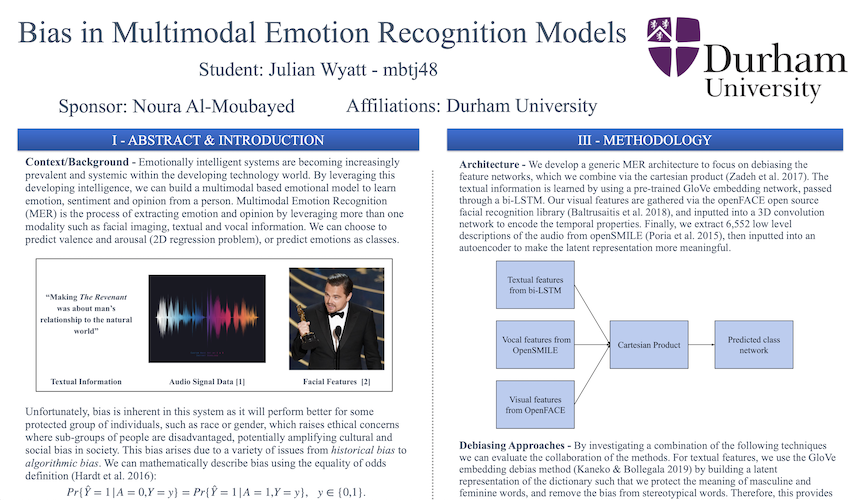 Bias in Multimodal Emotion Recognition Models
Student: Julian Wyatt - mbtj48
Sponsor: Noura Al-Moubayed Affiliations: Durham University
Durham
University
I - ABSTRACT & INTRODUCTION
Context/Background - Emotionally intelligent systems are becoming increasingly
prevalent and systemic within the developing technology world. By leveraging this
developing intelligence, we can build a multimodal based emotional model to learn
emotion, sentiment and opinion from a person. Multimodal Emotion Recognition
(MER) is the process of extracting emotion and opinion by leveraging more than one
modality such as facial imaging, textual and vocal information. We can choose to
predict valence and arousal (2D regression problem), or predict emotions as classes.
“Making The Revenant
was about man’s
relationship to the natural
world”
Textual Information
Audio Signal Data [1]
Facial Features [2]
Unfortunately, bias is inherent in this system as it will perform better for some
protected group of individuals, such as race or gender, which raises ethical concerns
where sub-groups of people are disadvantaged, potentially amplifying cultural and
social bias in society. This bias arises due to a variety of issues from historical bias to
algorithmic bias. We can mathematically describe bias using the equality of odds
definition (Hardt et al. 2016):
Pr{Ŷ = 1 | A = 0,Y = y} = Pr{Ŷ = 1 | A = 1,Y = y}, y ∈ {0,1}.
III - METHODOLOGY
Architecture - We develop a generic MER architecture to focus on debiasing the
feature networks, which we combine via the cartesian product (Zadeh et al. 2017). The
textual information is learned by using a pre-trained GloVe embedding network, passed
through a bi-LSTM. Our visual features are gathered via the openFACE open source
facial recognition library (Baltrusaitis et al. 2018), and inputted into a 3D convolution
network to encode the temporal properties. Finally, we extract 6,552 low level
descriptions of the audio from openSMILE (Poria et al. 2015), then inputted into an
autoencoder to make the latent representation more meaningful.
Textual features
from bi-LSTM
Vocal features from
OpenSMILE
Visual features
from OpenFACE
Cartesian Product
Predicted class
network
Debiasing Approaches - By investigating a combination of the following techniques
we can evaluate the collaboration of the methods. For textual features, we use the GloVe
embedding debias method (Kaneko & Bollegala 2019) by building a latent
representation of the dictionary such that we protect the meaning of masculine and
feminine words, and remove the bias from stereotyped words. Therefore, this provides